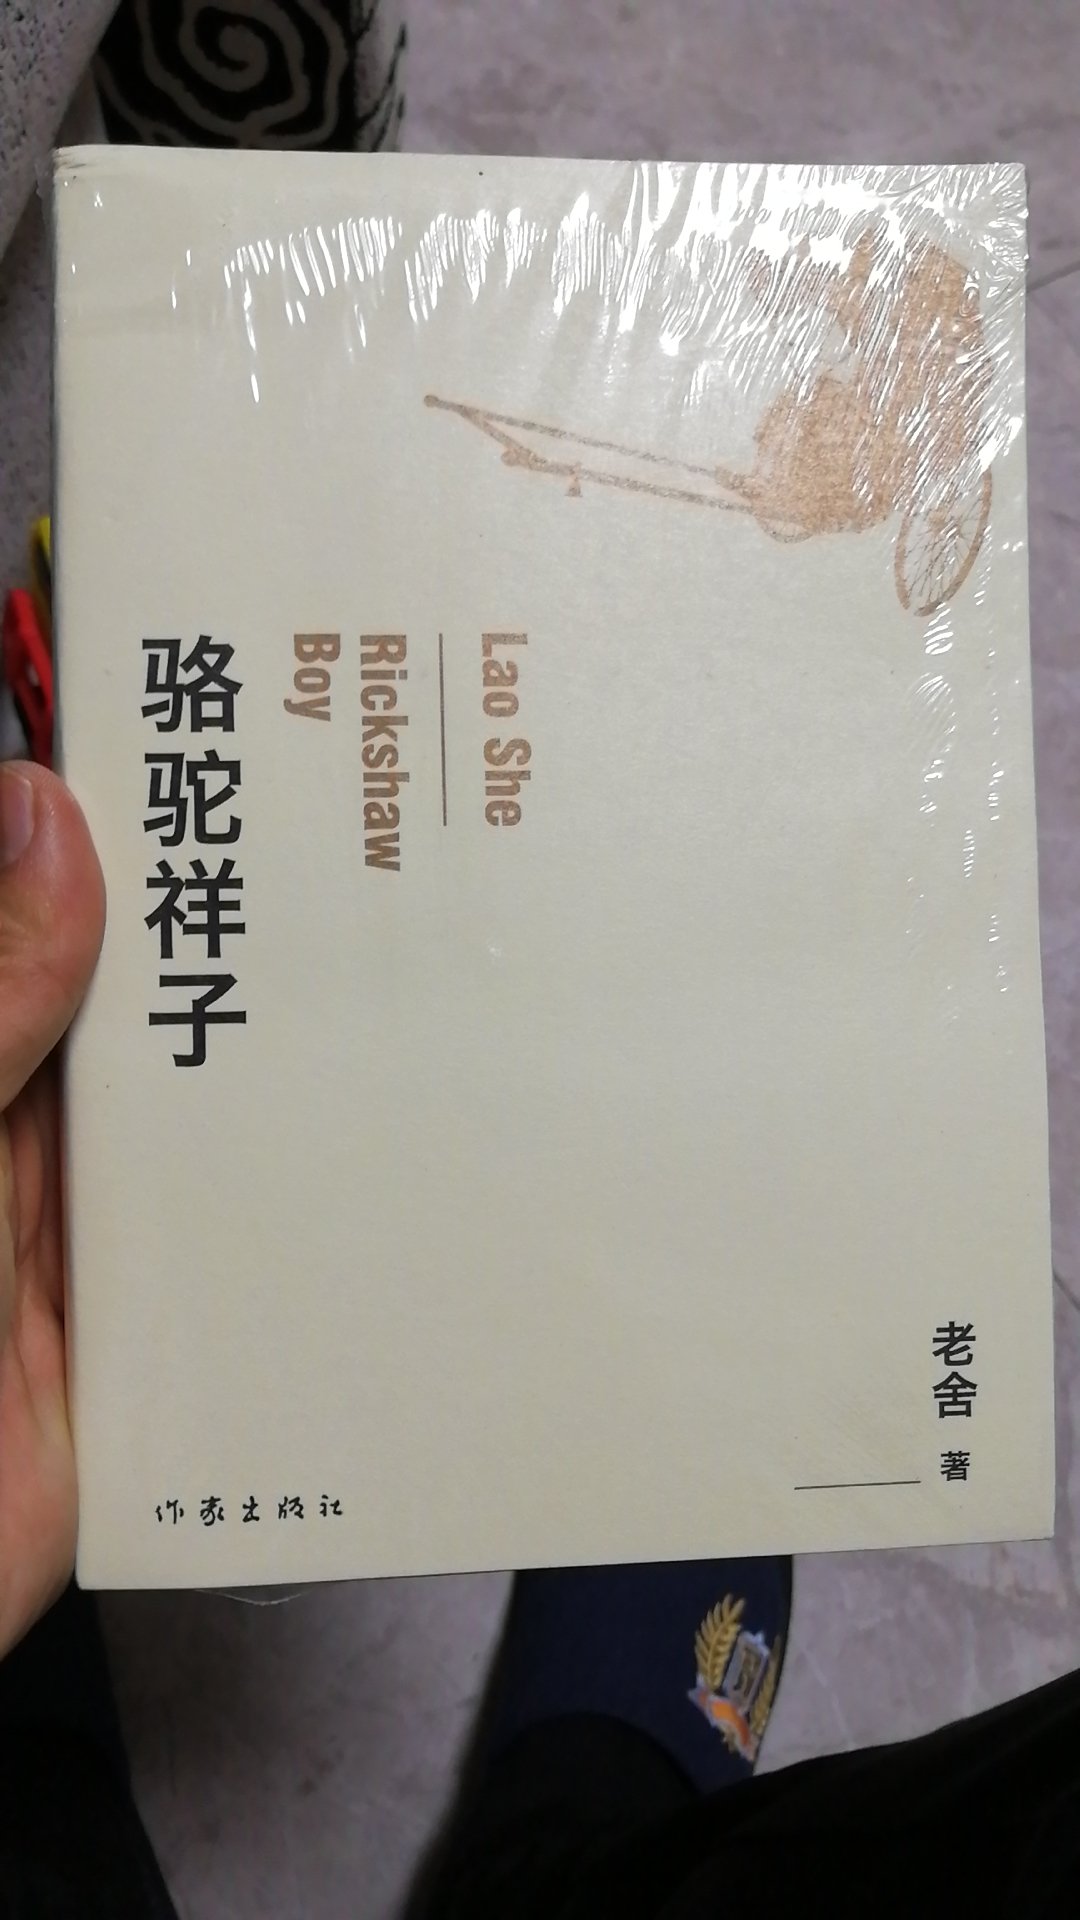 骆驼祥子
Rickshaw
Boy
Lao She
老舍 著
作家出版社